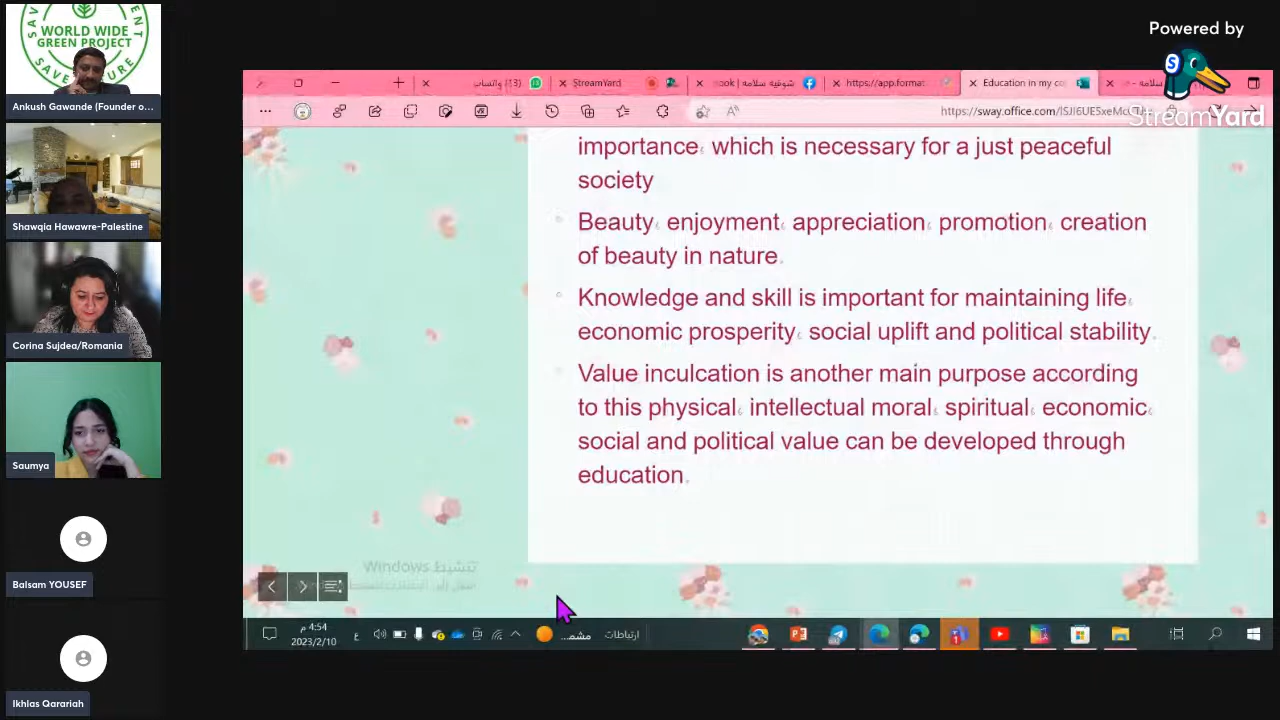 WORLD WIDE
GREEN PROJECT
Ankush Gawande (Founder o...
Shawqia Hawawre-Palestine
Corina Sujdea/Romania
Saumya
Balsam YOUSEF
Ikhlas Qarariah
Powered by
StreamYard
واتساب (13)
StreamYard
شوقيه سلامه
https://app.format
Education in my co
https://sway.office.com/
importance، which is necessary for a just peaceful
society
Beauty، enjoyment، appreciation، promotion، creation
of beauty in nature.
Knowledge and skill is important for maintaining life،
economic prosperity، social uplift and political stability.
Value inculcation is another main purpose according
to this physical، intellectual moral، spiritual، economic،
social and political value can be developed through
education.
تنشيط Windows
4:54 م
2023/2/10
ع
مشمـ...
ارتباطات